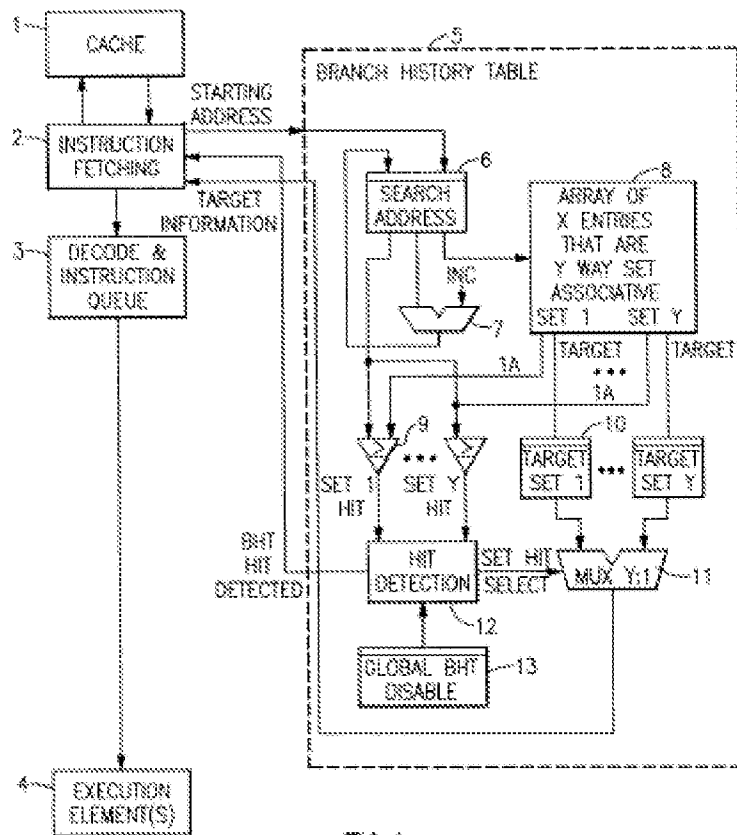 1
CACHE
5
BRANCH HISTORY TABLE
STARTING
ADDRESS
2
INSTRUCTION
FETCHING
TARGET
INFORMATION
6
SEARCH
ADDRESS
8
ARRAY OF
X ENTRIES
THAT ARE
Y WAY SET
ASSOCIATIVE
SET 1 SET Y
3
DECODE &
INSTRUCTION
QUEUE
INC
7
TARGET
TARGET
1A
•••
1A
9
•••
10
TARGET
SET 1
•••
TARGET
SET Y
SET 1
HIT
SET Y
HIT
BHT
HIT
DETECTED
HIT
DETECTION
SET HIT
SELECT
MUX Y:1
11
12
GLOBAL BHT
DISABLE
13
4
EXECUTION
ELEMENT(S)